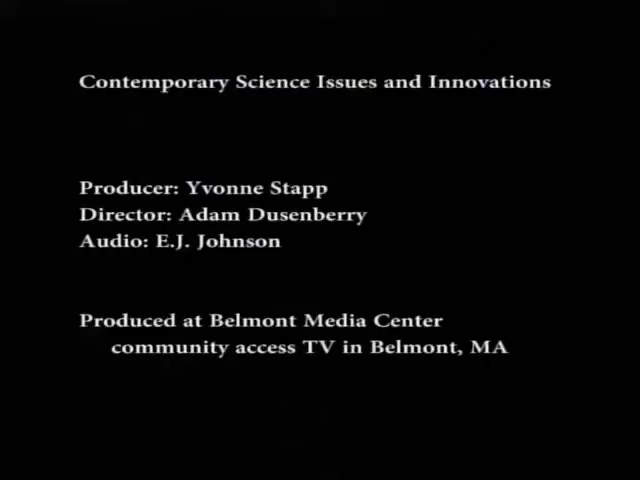 Contemporary Science Issues and Innovations
Producer: Yvonne Stapp
Director: Adam Dusenberry
Audio: E.J. Johnson
Produced at Belmont Media Center
community access TV in Belmont, MA